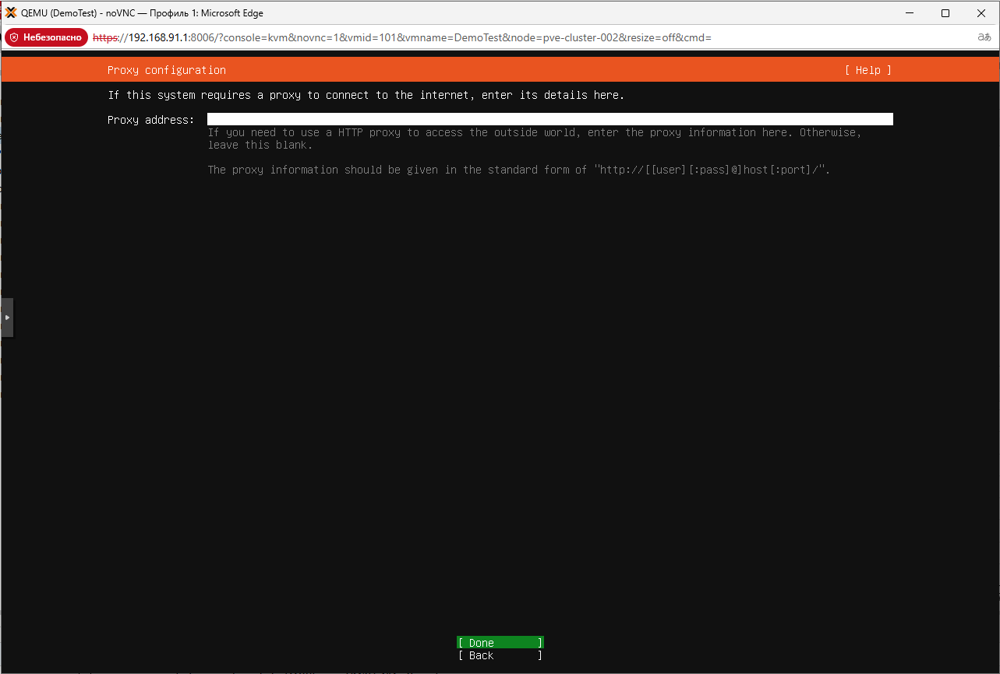 QEMU (DemoTest) - noVNC — Профиль 1: Microsoft Edge
Небезопасно https://192.168.91.1:8006/?console=kvm&novnc=1&vmid=101&vmname=DemoTest&node=pve-cluster-002&resize=off&cmd= aあ
Proxy configuration [ Help ]
If this system requires a proxy to connect to the internet, enter its details here.
Proxy address:
If you need to use a HTTP proxy to access the outside world, enter the proxy information here. Otherwise,
leave this blank.
The proxy information should be given in the standard form of "http://[[user][:pass]@]host[:port]/".
[ Done ]
[ Back ]